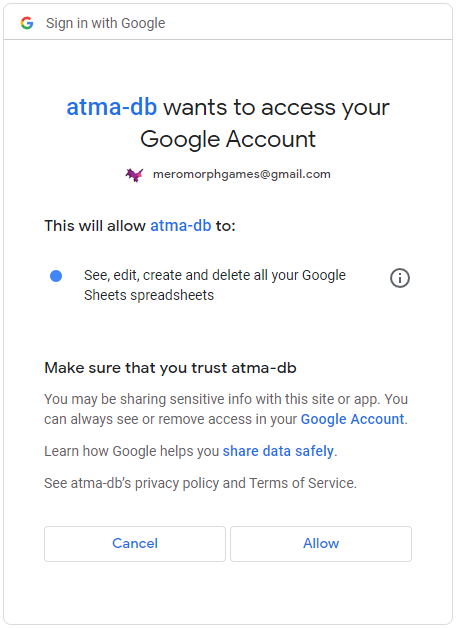 Sign in with Google
atma-db wants to access your
Google Account
meromorphgames@gmail.com
This will allow atma-db to:
See, edit, create and delete all your Google
Sheets spreadsheets
Make sure that you trust atma-db
You may be sharing sensitive info with this site or app. You
can always see or remove access in your Google Account.
Learn how Google helps you share data safely.
See atma-db’s privacy policy and Terms of Service.
Cancel
Allow